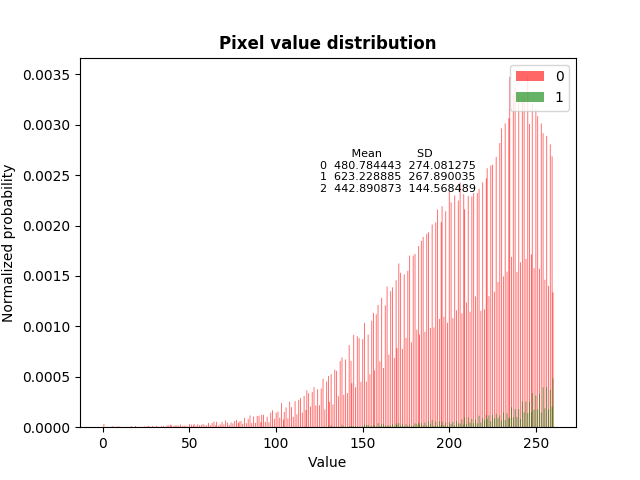 Pixel value distribution
0.0035
0.0030
0.0025
0.0020
0.0015
0.0010
0.0005
0.0000
Normalized probability
0
1
Mean SD
0 480.784443 274.081275
1 623.228885 267.890035
2 442.890873 144.568489
0 50 100 150 200 250
Value